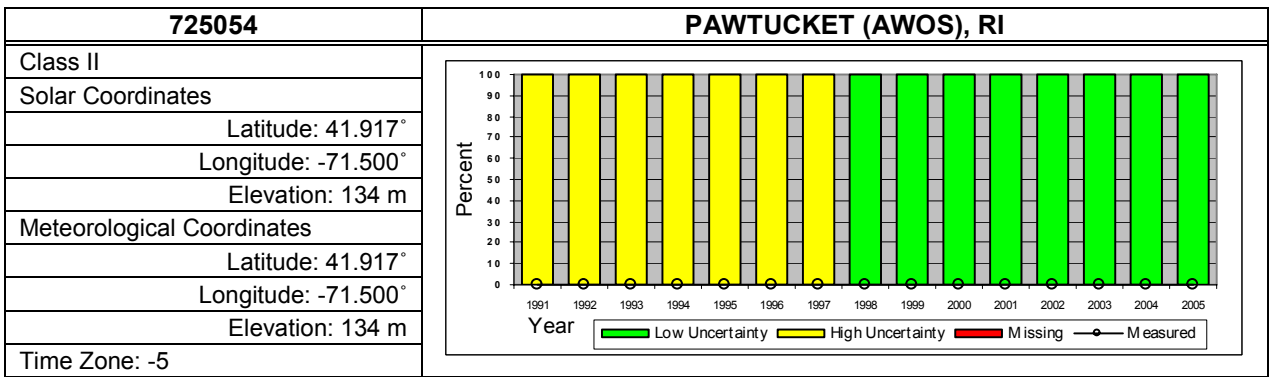 725054
PAWTUCKET (AWOS), RI
Class II
Solar Coordinates
Latitude: 41.917˚
Longitude: -71.500˚
Elevation: 134 m
Meteorological Coordinates
Latitude: 41.917˚
Longitude: -71.500˚
Elevation: 134 m
Time Zone: -5
Percent
100
90
80
70
60
50
40
30
20
10
0
1991 1992 1993 1994 1995 1996 1997 1998 1999 2000 2001 2002 2003 2004 2005
Year
Low Uncertainty High Uncertainty Missing Measured